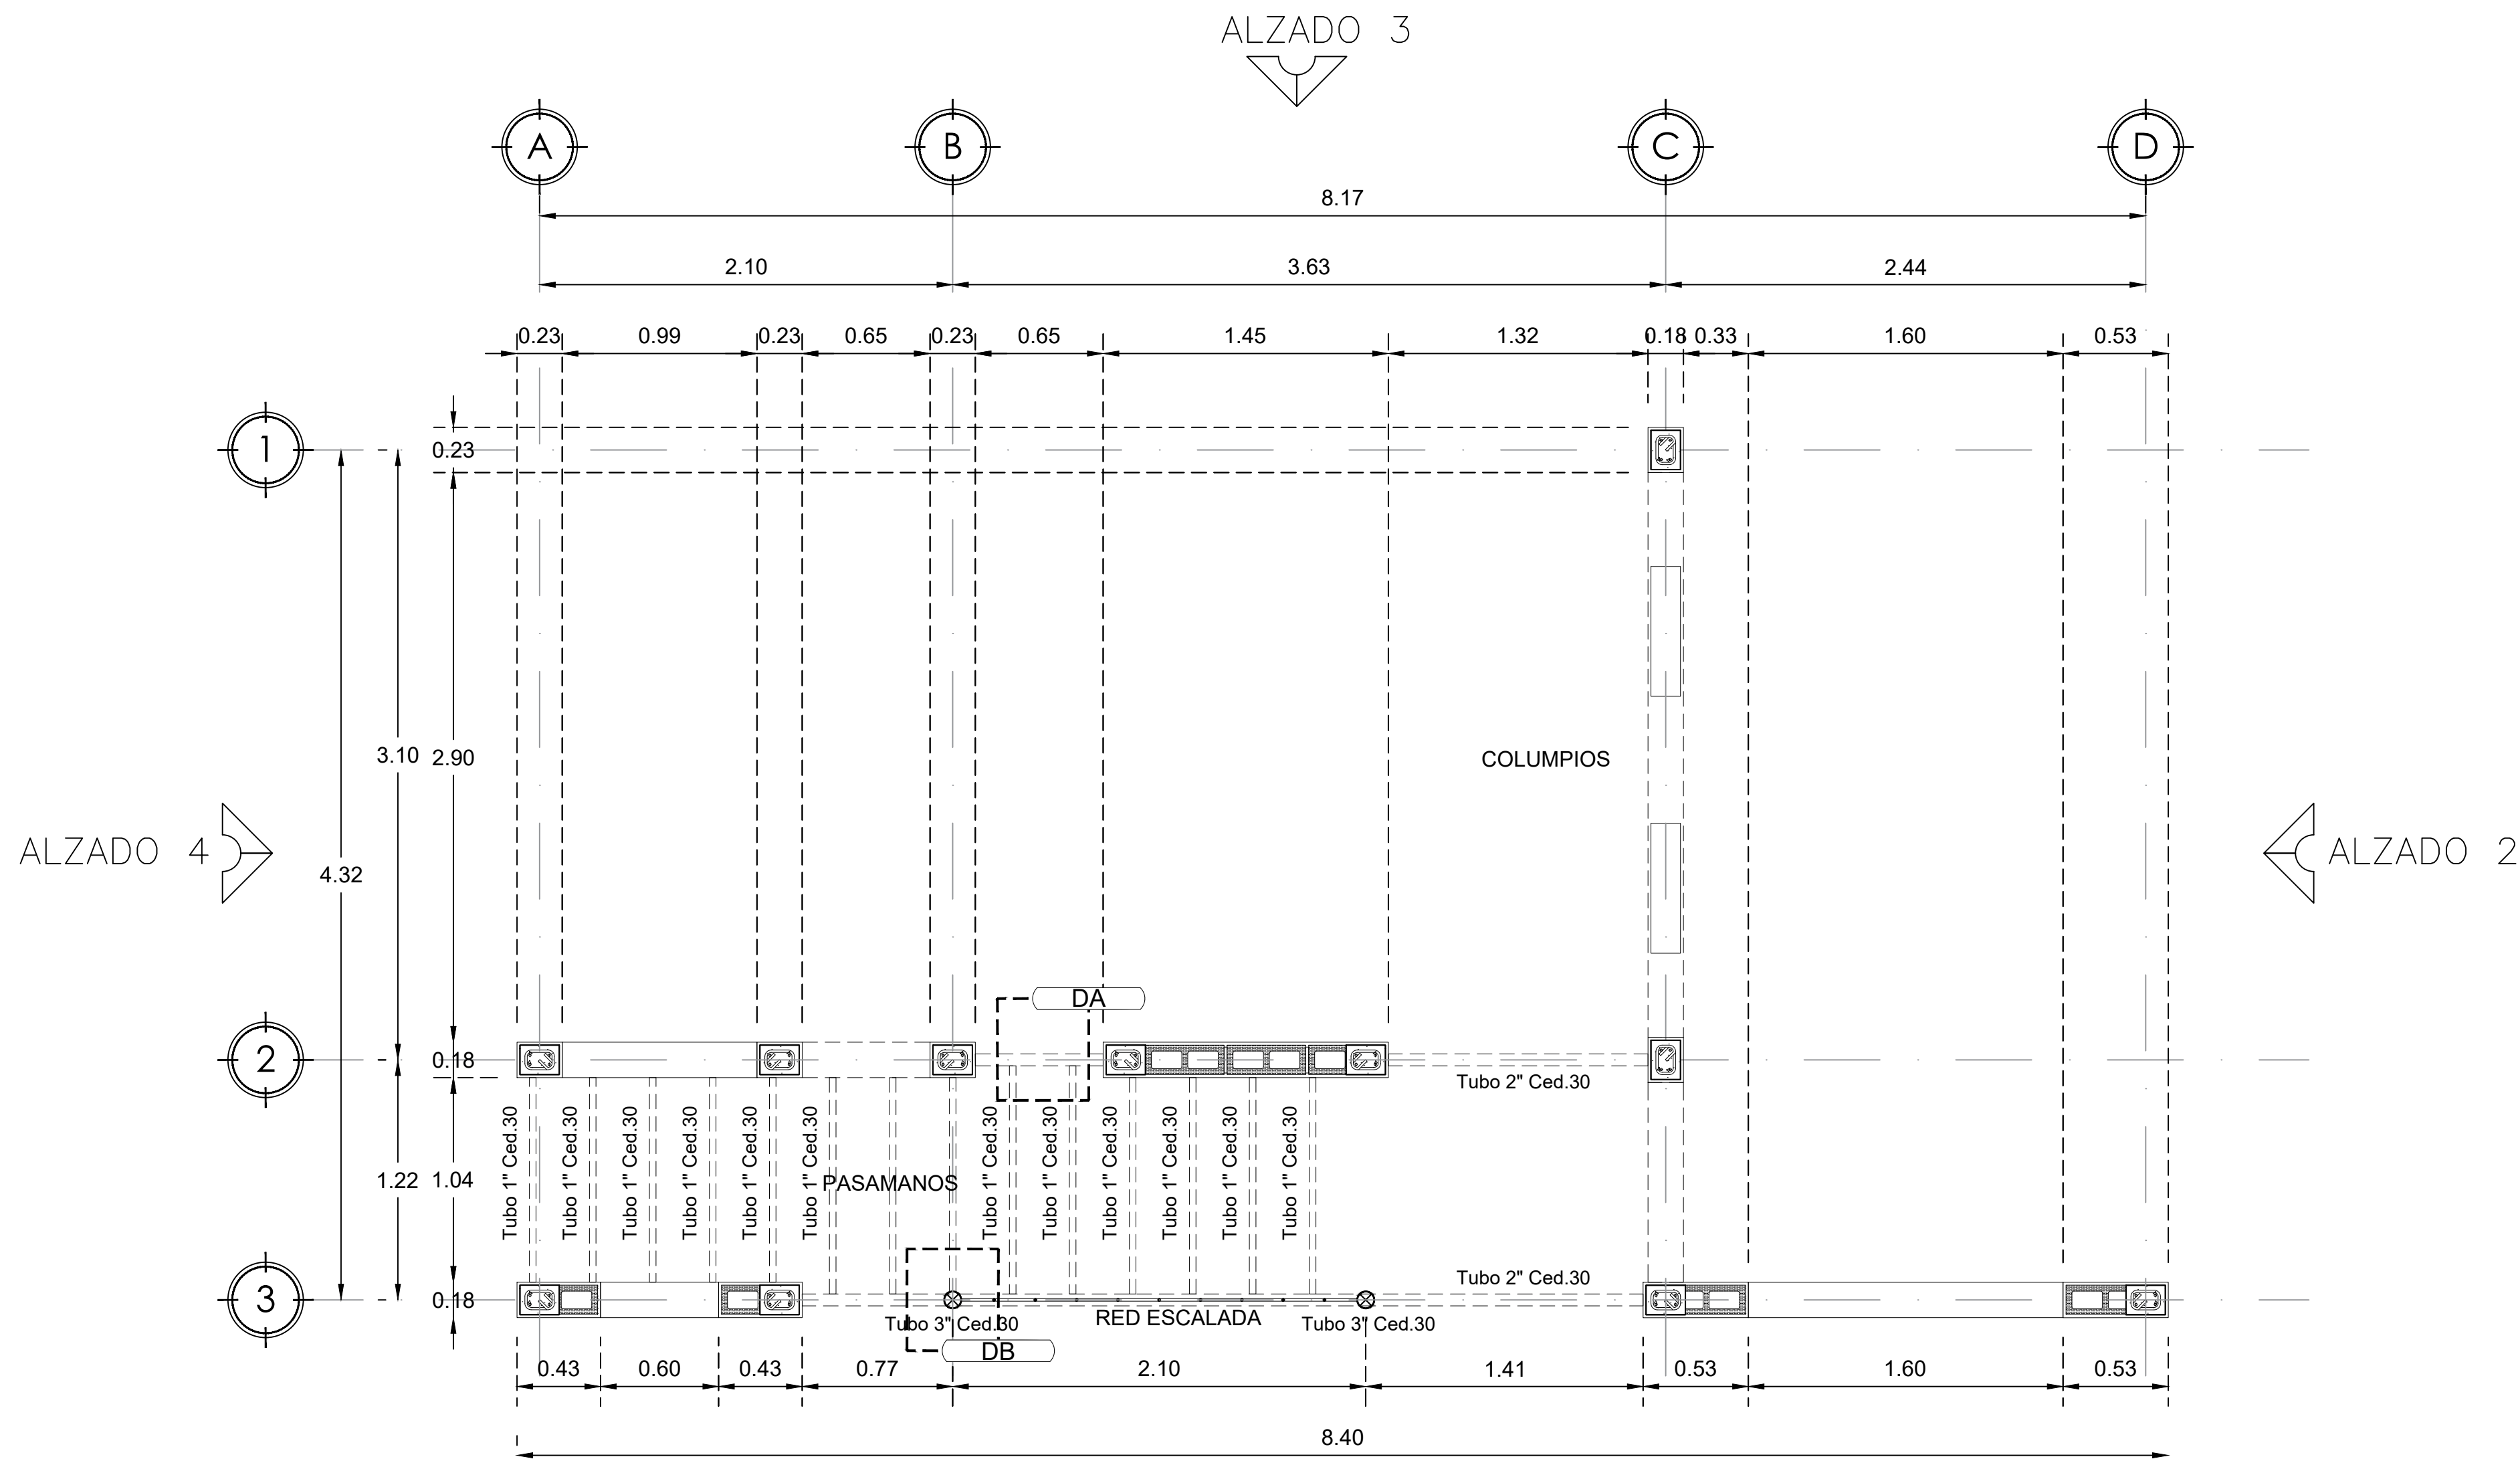 ALZADO 3
A
B
C
D
8.17
2.10
3.63
2.44
0.23
0.99
0.23
0.65
0.23
0.65
1.45
1.32
0.18
0.33
1.60
0.53
1
0.23
3.10
2.90
COLUMPIOS
ALZADO 4
4.32
ALZADO 2
DA
2
0.18
Tubo 2" Ced.30
Tubo 1" Ced.30
Tubo 1" Ced.30
Tubo 1" Ced.30
Tubo 1" Ced.30
Tubo 1" Ced.30
Tubo 1" Ced.30
Tubo 1" Ced.30
Tubo 1" Ced.30
Tubo 1" Ced.30
Tubo 1" Ced.30
Tubo 1" Ced.30
Tubo 1" Ced.30
1.22
1.04
PASAMANOS
Tubo 2" Ced.30
3
0.18
RED ESCALADA
Tubo 3" Ced.30
Tubo 3" Ced.30
DB
0.43
0.60
0.43
0.77
2.10
1.41
0.53
1.60
0.53
8.40